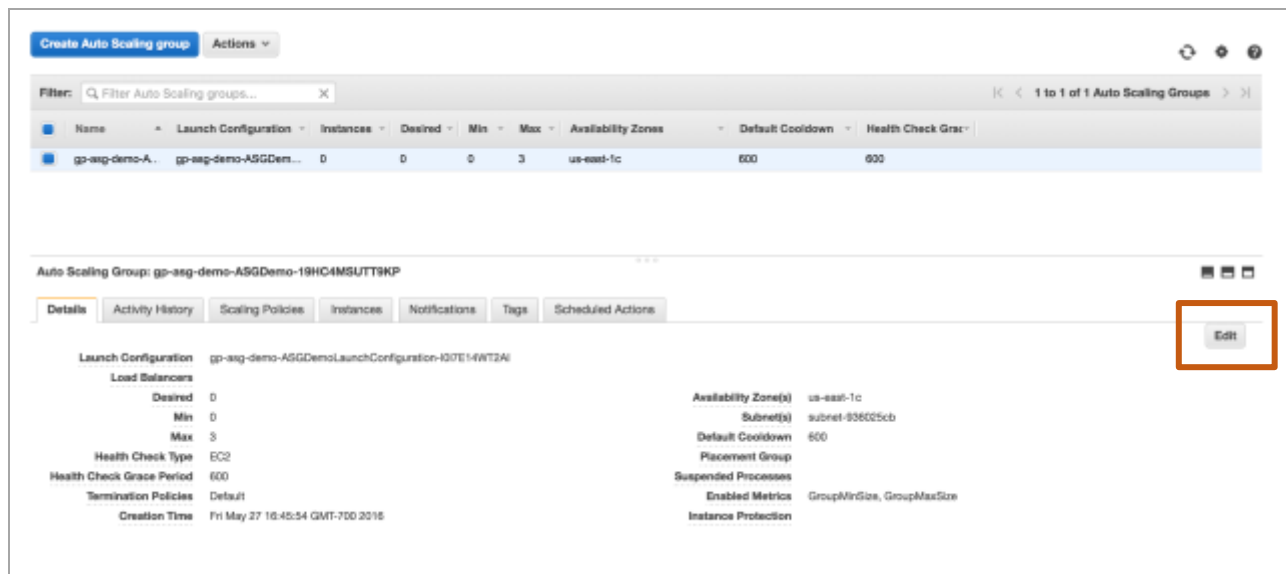 Create Auto Scaling group Actions
Filter: Filter Auto Scaling groups... 1 to 1 of 1 Auto Scaling Groups
Name Launch Configuration Instances Desired Min Max Availability Zones Default Cooldown Health Check Grac
gp-asg-demo-A... gp-asg-demo-ASGDem... 0 0 0 3 us-east-1c 600 600
Auto Scaling Group: gp-asg-demo-ASGDemo-19HC4MSUTT9KP
Details Activity History Scaling Policies Instances Notifications Tags Scheduled Actions
Edit
Launch Configuration gp-asg-demo-ASGDemoLaunchConfiguration-I0I7E14WT2AI
Load Balancers
Desired 0 Availability Zone(s) us-east-1c
Min 0 Subnet(s) subnet-936025cb
Max 3 Default Cooldown 600
Health Check Type EC2 Placement Group
Health Check Grace Period 600 Suspended Processes
Termination Policies Default Enabled Metrics GroupMinSize, GroupMaxSize
Creation Time Fri May 27 16:45:54 GMT-700 2016 Instance Protection